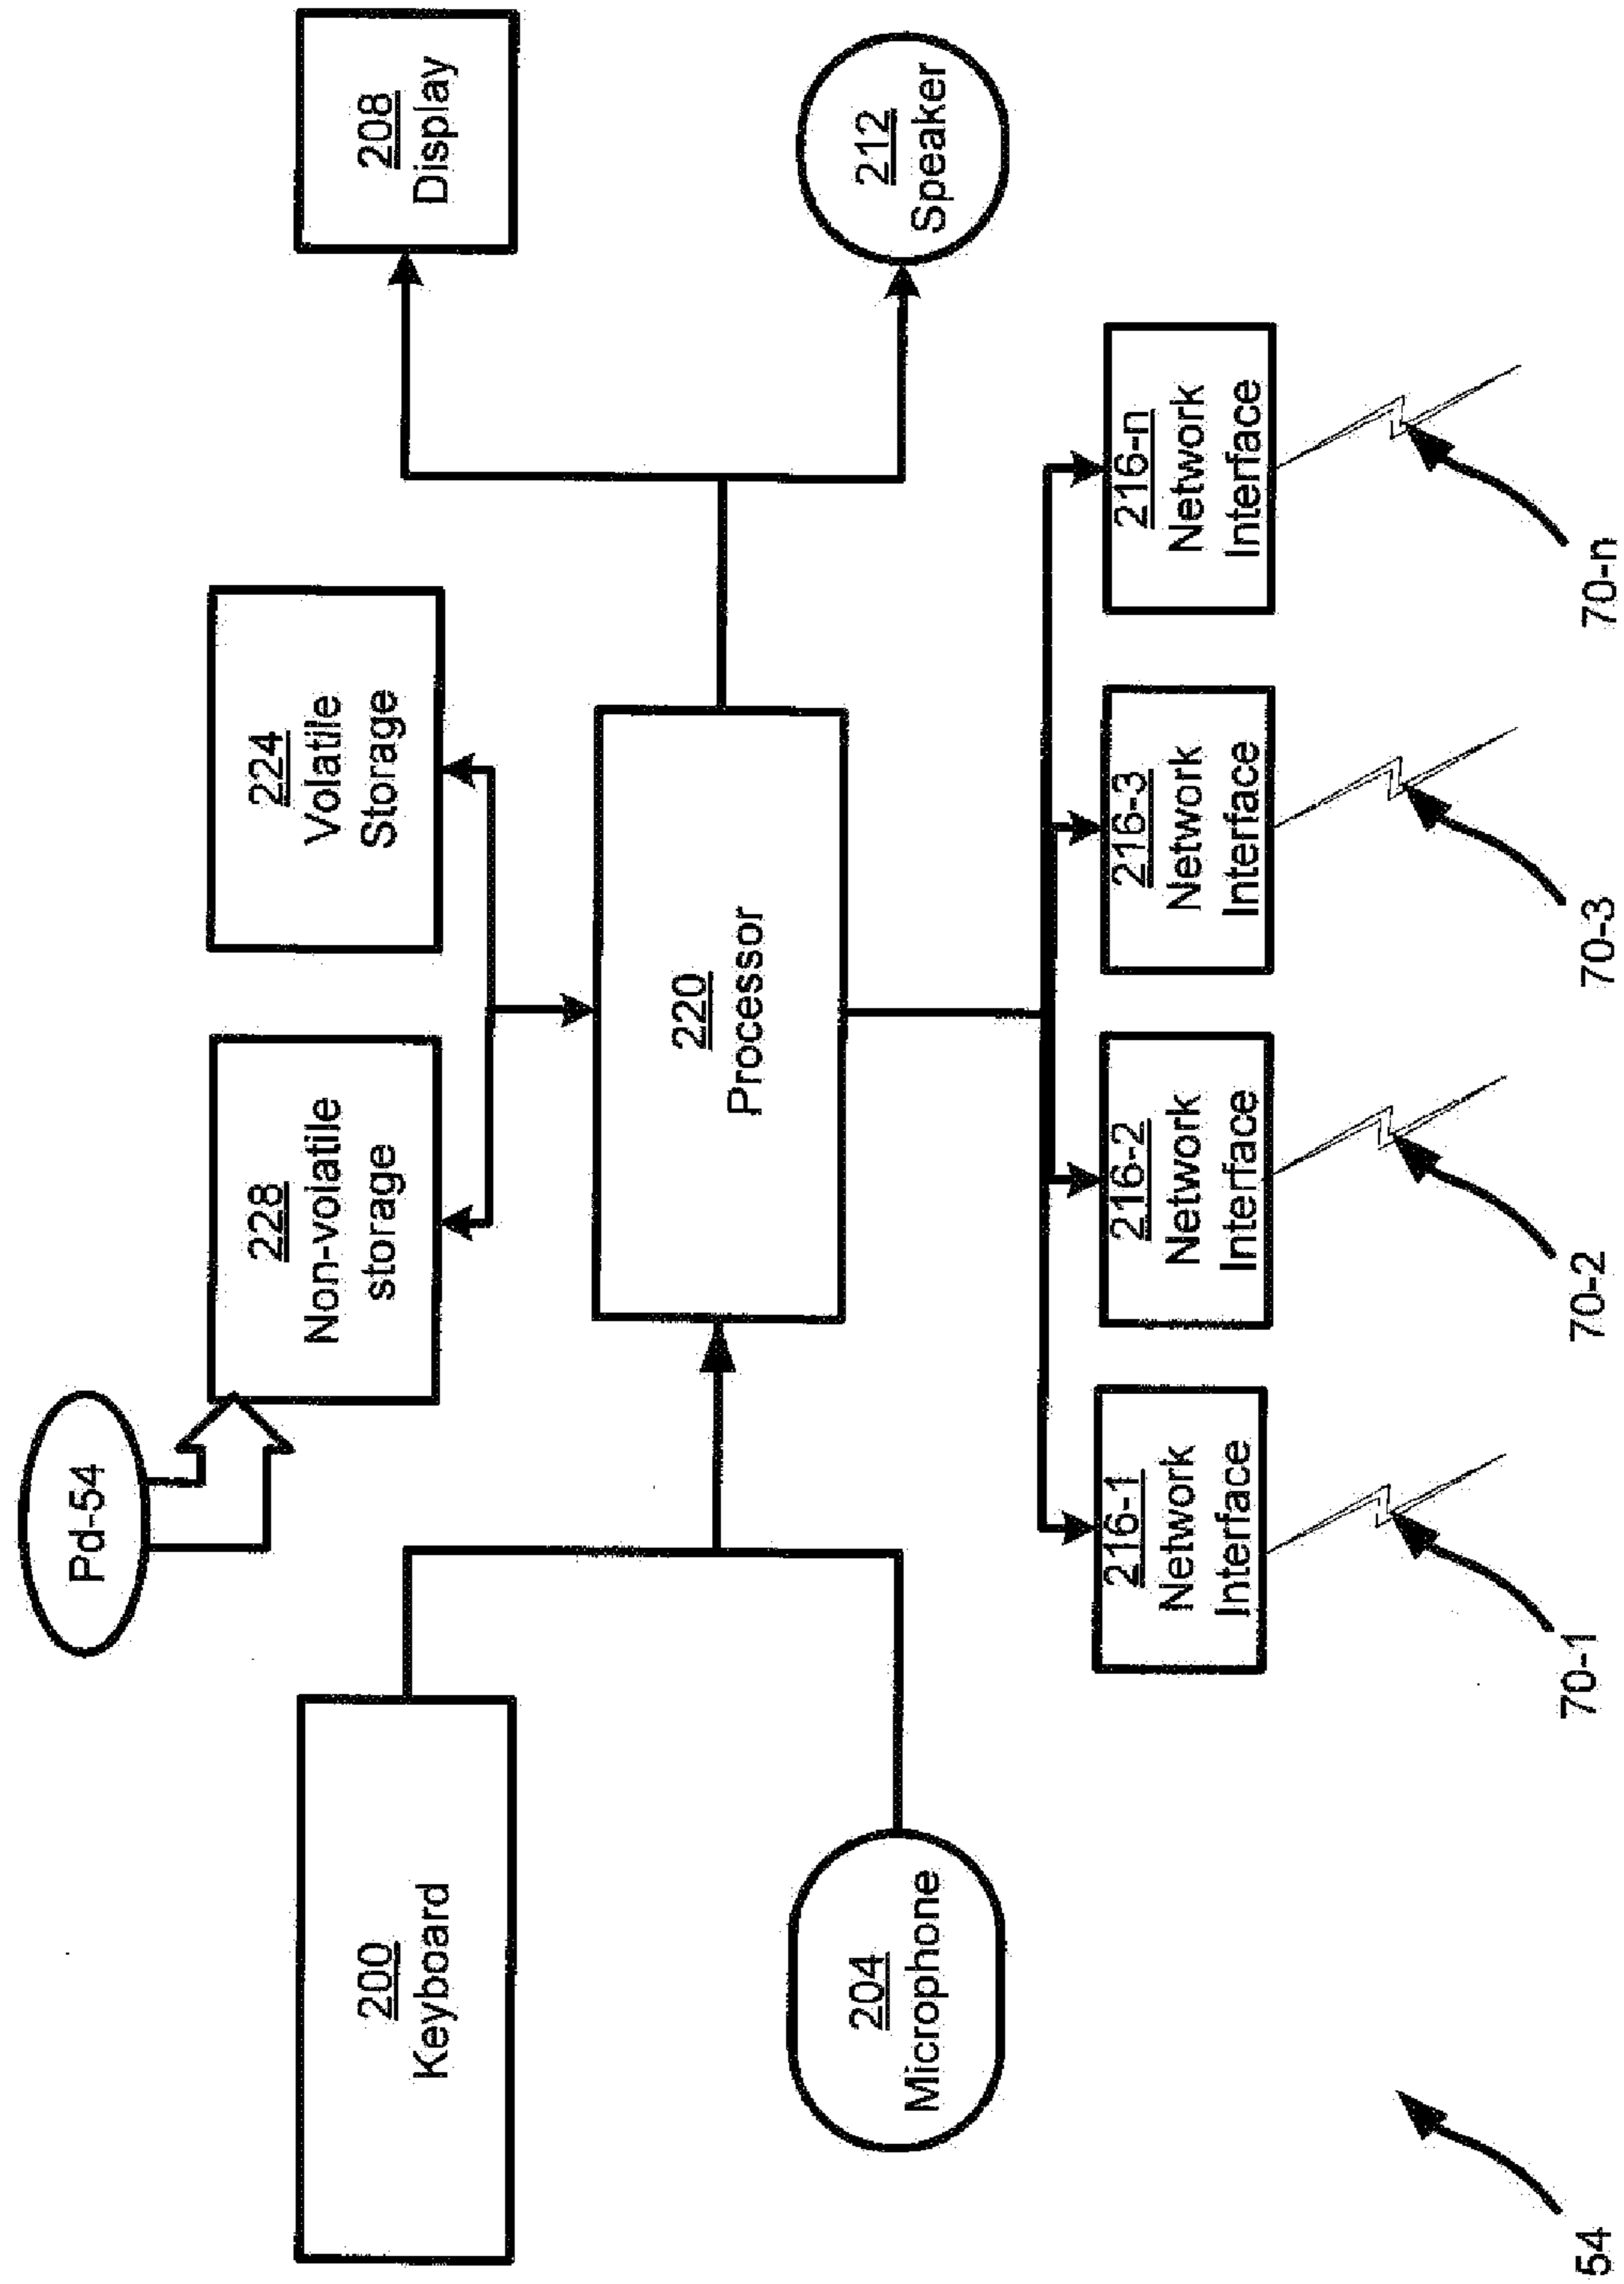 Pd-54
228
Non-volatile
storage
224
Volatile
Storage
200
Keyboard
208
Display
220
Processor
204
Microphone
212
Speaker
216-1
Network
Interface
216-2
Network
Interface
216-3
Network
Interface
216-n
Network
Interface
70-1
70-2
70-3
70-n
54